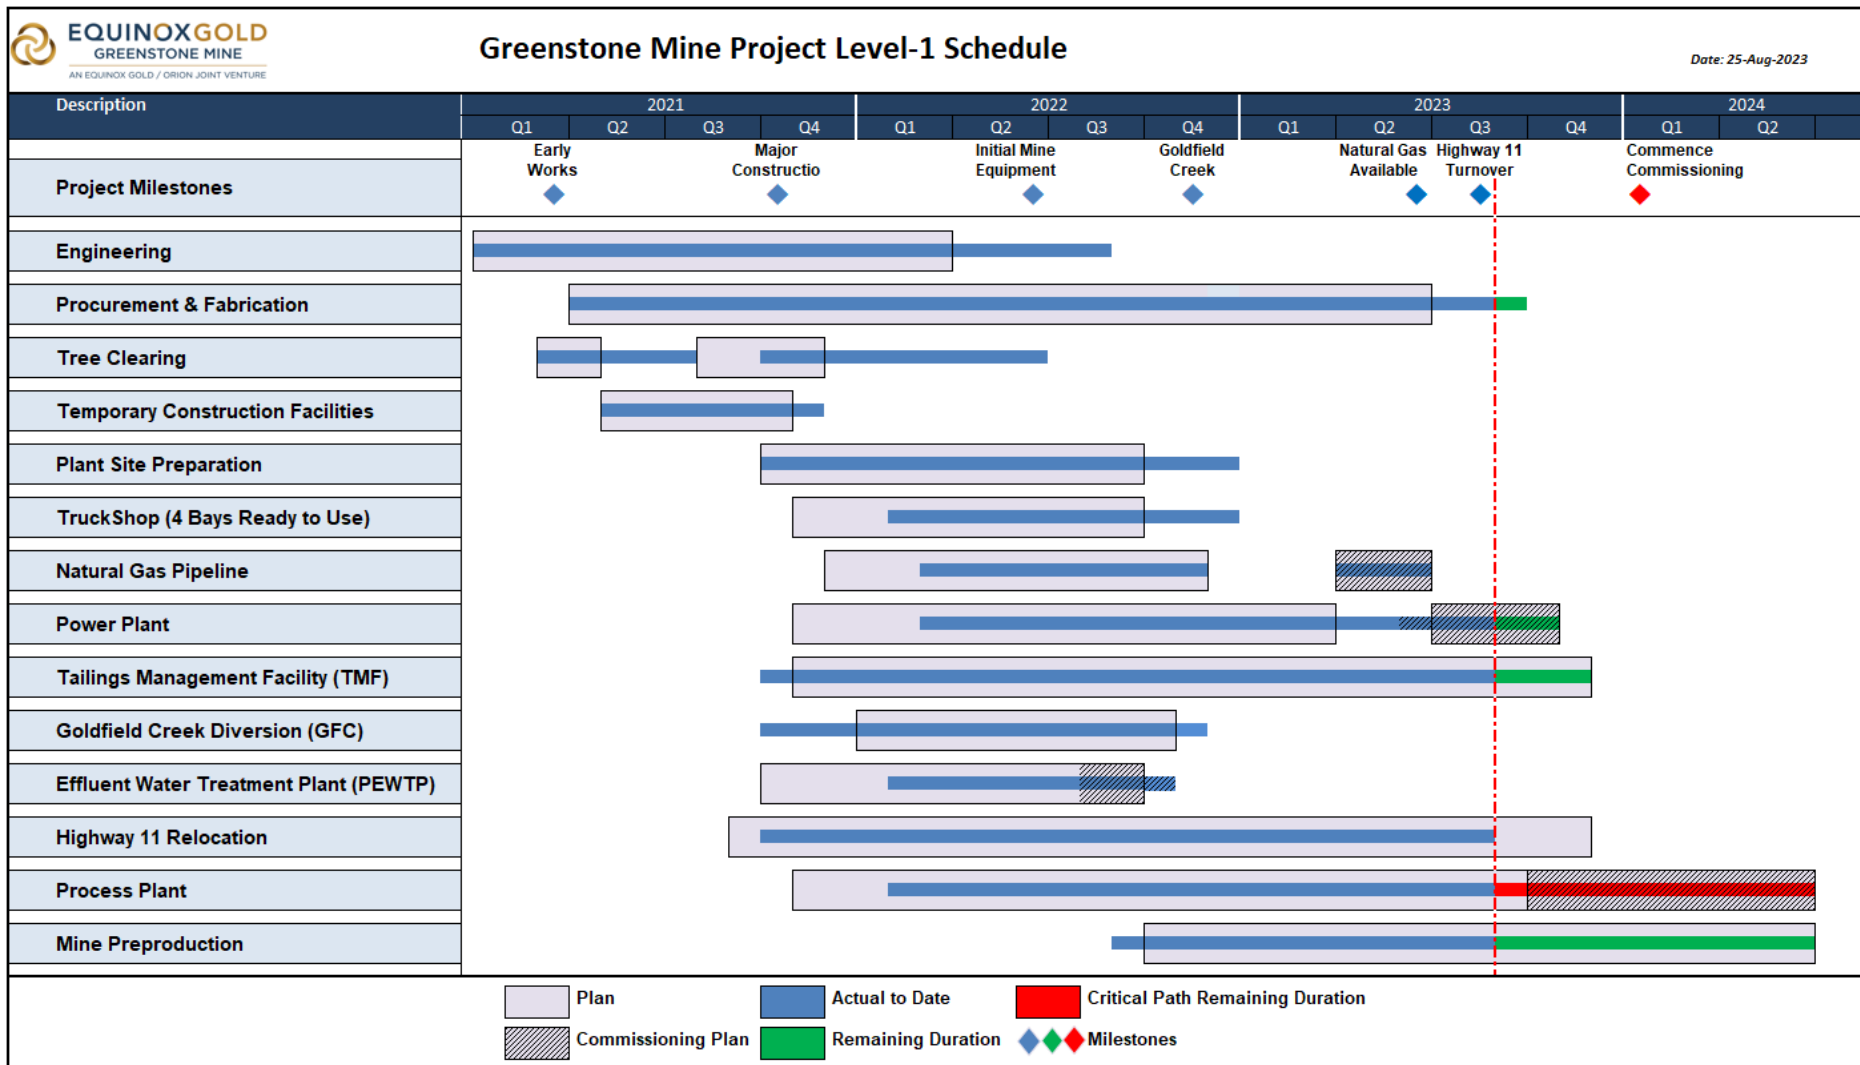 EQUINOXGOLD
GREENSTONE MINE
AN EQUINOX GOLD / ORION JOINT VENTURE
Greenstone Mine Project Level-1 Schedule
Date: 25-Aug-2023
Description 2021 2022 2023 2024
Q1 Q2 Q3 Q4 Q1 Q2 Q3 Q4 Q1 Q2 Q3 Q4 Q1 Q2
Early Major Initial Mine Goldfield Natural Gas Highway 11 Commence
Works Constructio Equipment Creek Available Turnover Commissioning
Project Milestones
Engineering
Procurement & Fabrication
Tree Clearing
Temporary Construction Facilities
Plant Site Preparation
TruckShop (4 Bays Ready to Use)
Natural Gas Pipeline
Power Plant
Tailings Management Facility (TMF)
Goldfield Creek Diversion (GFC)
Effluent Water Treatment Plant (PEWTP)
Highway 11 Relocation
Process Plant
Mine Preproduction
Plan Actual to Date Critical Path Remaining Duration
Commissioning Plan Remaining Duration Milestones